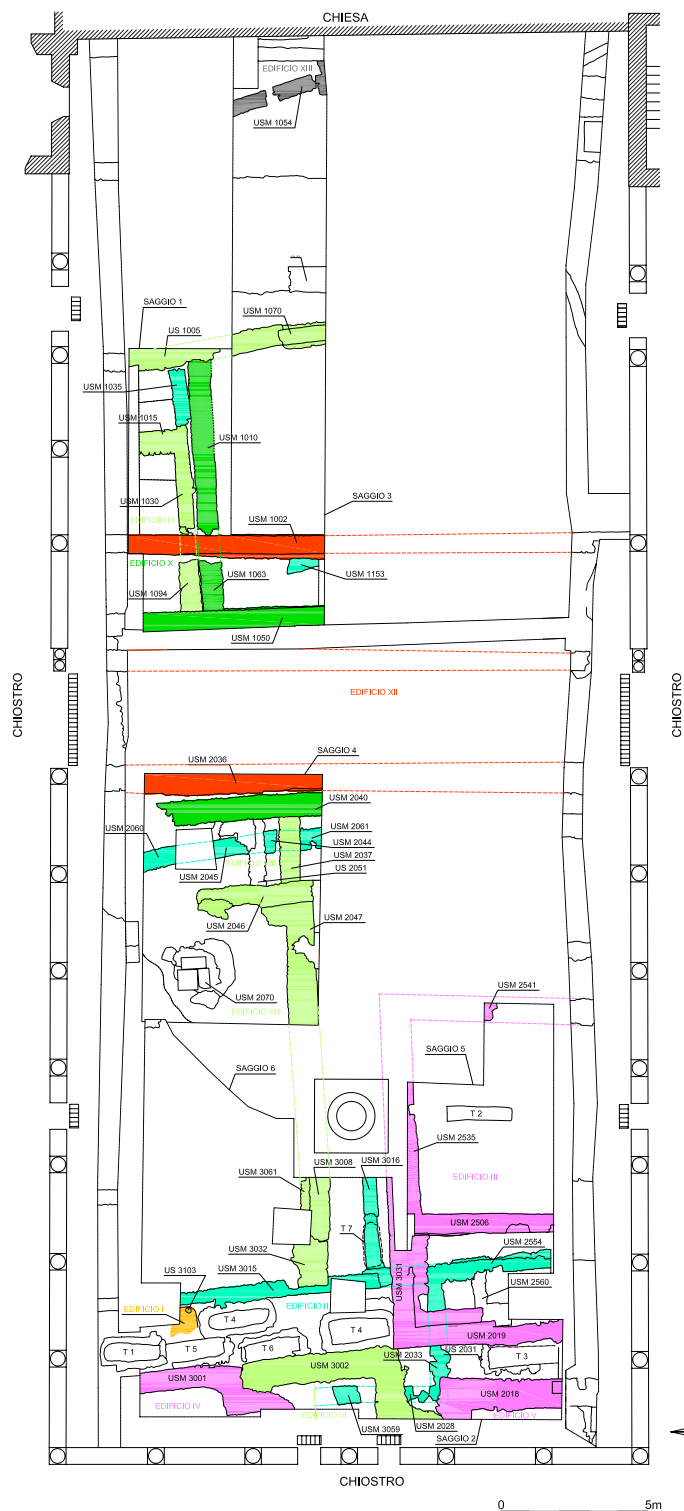 CHIESA
EDIFICIO XIII
USM 1054
SAGGIO 1
US 1005
USM 1070
USM 1035
USM 1015
USM 1010
USM 1030
SAGGIO 3
EDIFICIO IX
USM 1002
EDIFICIO X
USM 1153
USM 1094
USM 1063
USM 1050
CHIOSTRO
CHIOSTRO
EDIFICIO XII
SAGGIO 4
USM 2036
USM 2040
USM 2060
USM 2061
USM 2044
EDIFICIO VIII
USM 2037
USM 2045
US 2051
USM 2047
USM 2046
USM 2070
EDIFICIO VII
USM 2541
SAGGIO 5
SAGGIO 6
T 2
USM 2535
USM 3061
USM 3008
USM 3016
EDIFICIO III
T 7
USM 2506
USM 3032
USM 2554
US 3103
USM 3015
USM 3031
USM 2560
EDIFICIO I
EDIFICIO II
T 4
T 4
USM 2019
T 1
T 5
T 6
USM 2033
US 2031
T 3
USM 3002
USM 3001
USM 2018
EDIFICIO IV
EDIFICIO VI
USM 2028
EDIFICIO V
USM 3059
SAGGIO 2
CHIOSTRO
0 5m